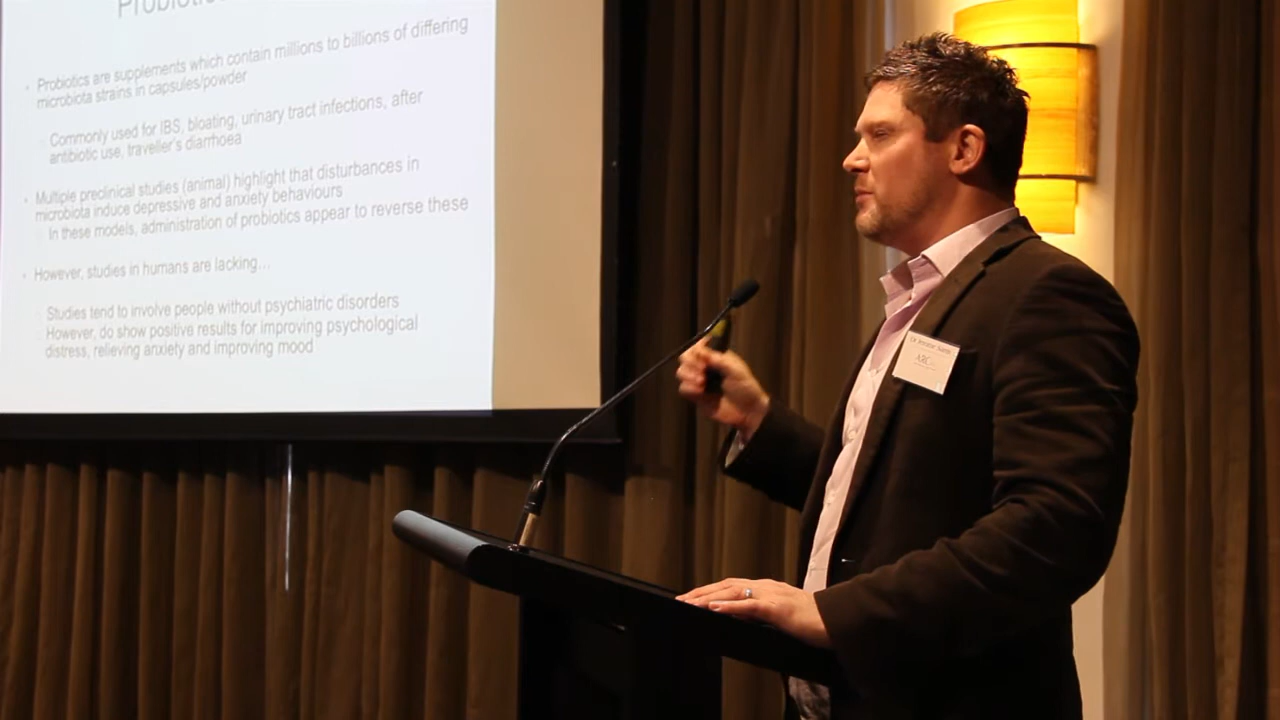 Probiotics
Probiotics are supplements which contain millions to billions of differing
microbiota strains in capsules/powder
Commonly used for IBS, bloating, urinary tract infections, after
antibiotic use, traveller's diarrhoea
Multiple preclinical studies (animal) highlight that disturbances in
microbiota induce depressive and anxiety behaviours
In these models, administration of probiotics appear to reverse these
However, studies in humans are lacking…
Studies tend to involve people without psychiatric disorders
However, do show positive results for improving psychological
distress, relieving anxiety and improving mood
Dr Jerome
ARC